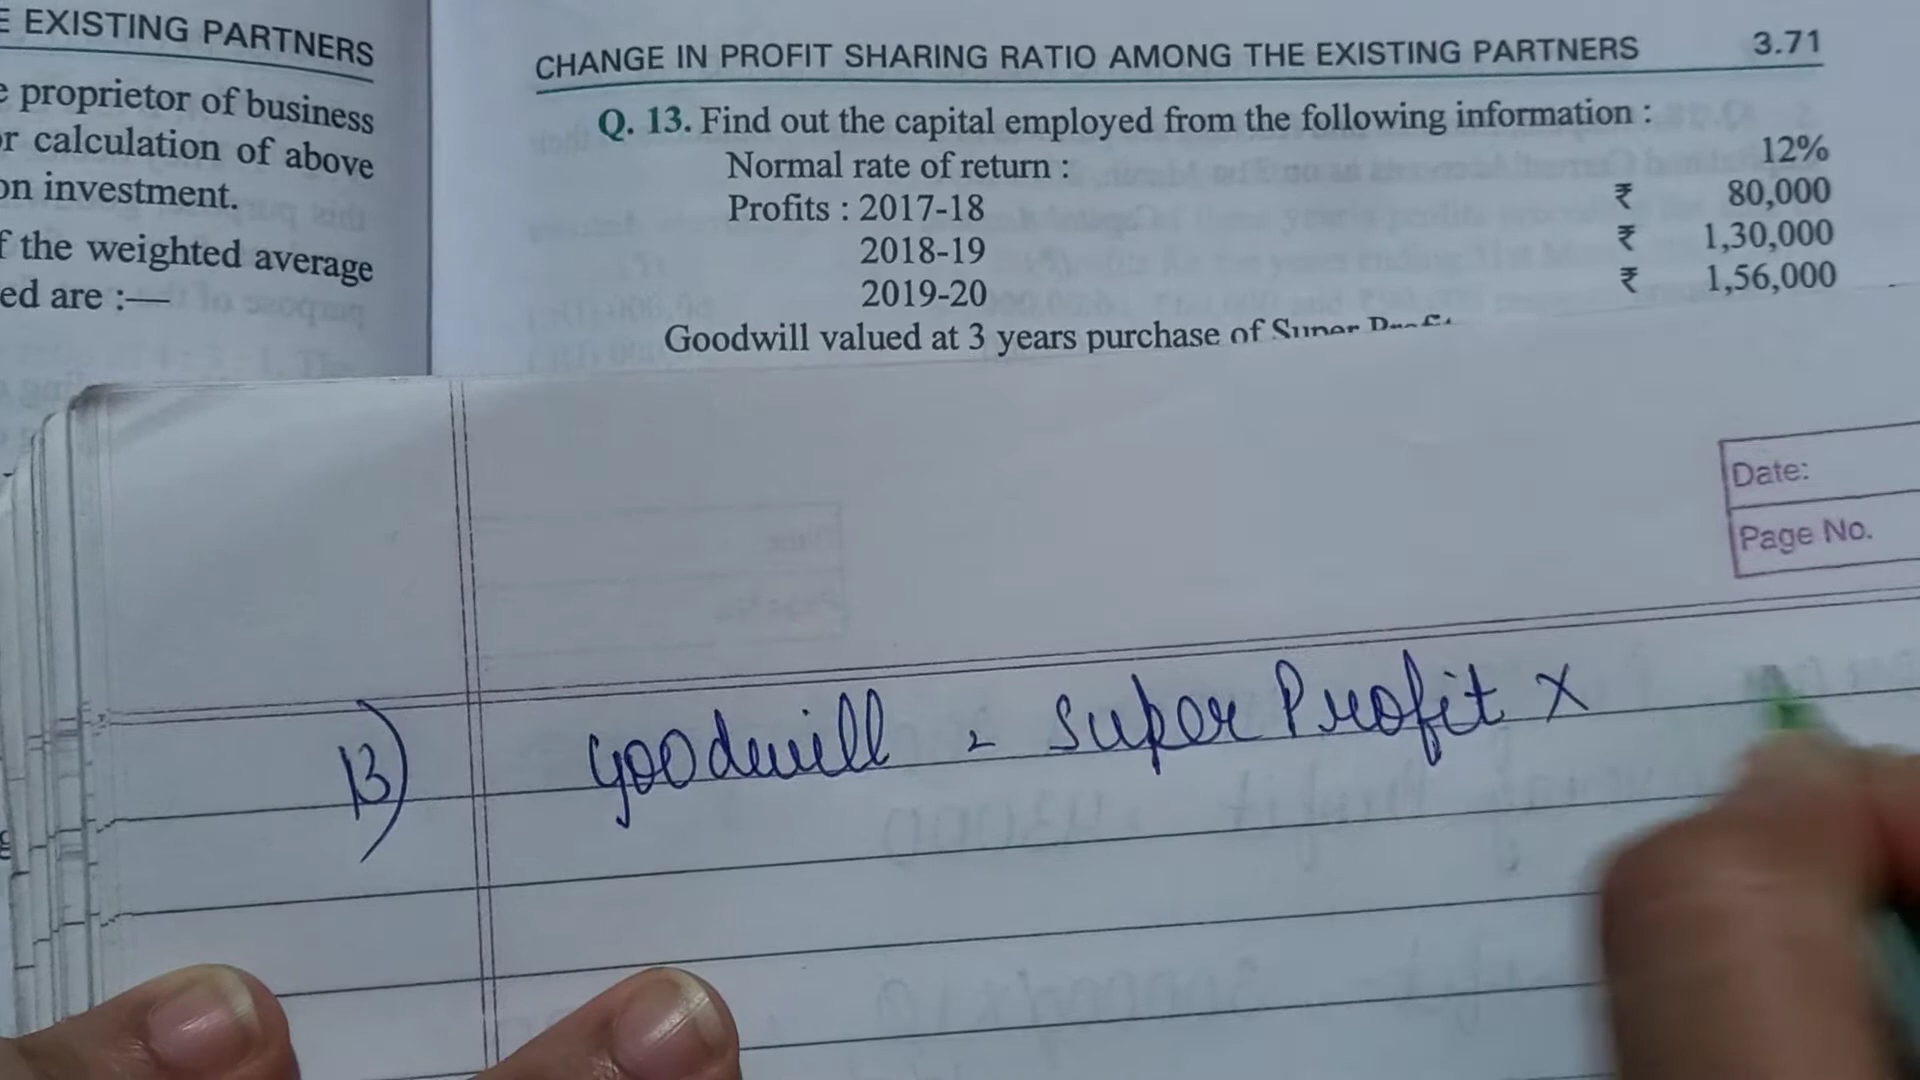 E EXISTING PARTNERS
e proprietor of business
or calculation of above
on investment.
f the weighted average
ed are :—
CHANGE IN PROFIT SHARING RATIO AMONG THE EXISTING PARTNERS 3.71
Q. 13. Find out the capital employed from the following information :
Normal rate of return : 12%
Profits : 2017-18 ₹ 80,000
2018-19 ₹ 1,30,000
2019-20 ₹ 1,56,000
Goodwill valued at 3 years purchase of Super
Date:
Page No.
13) Goodwill = Super Profit ×